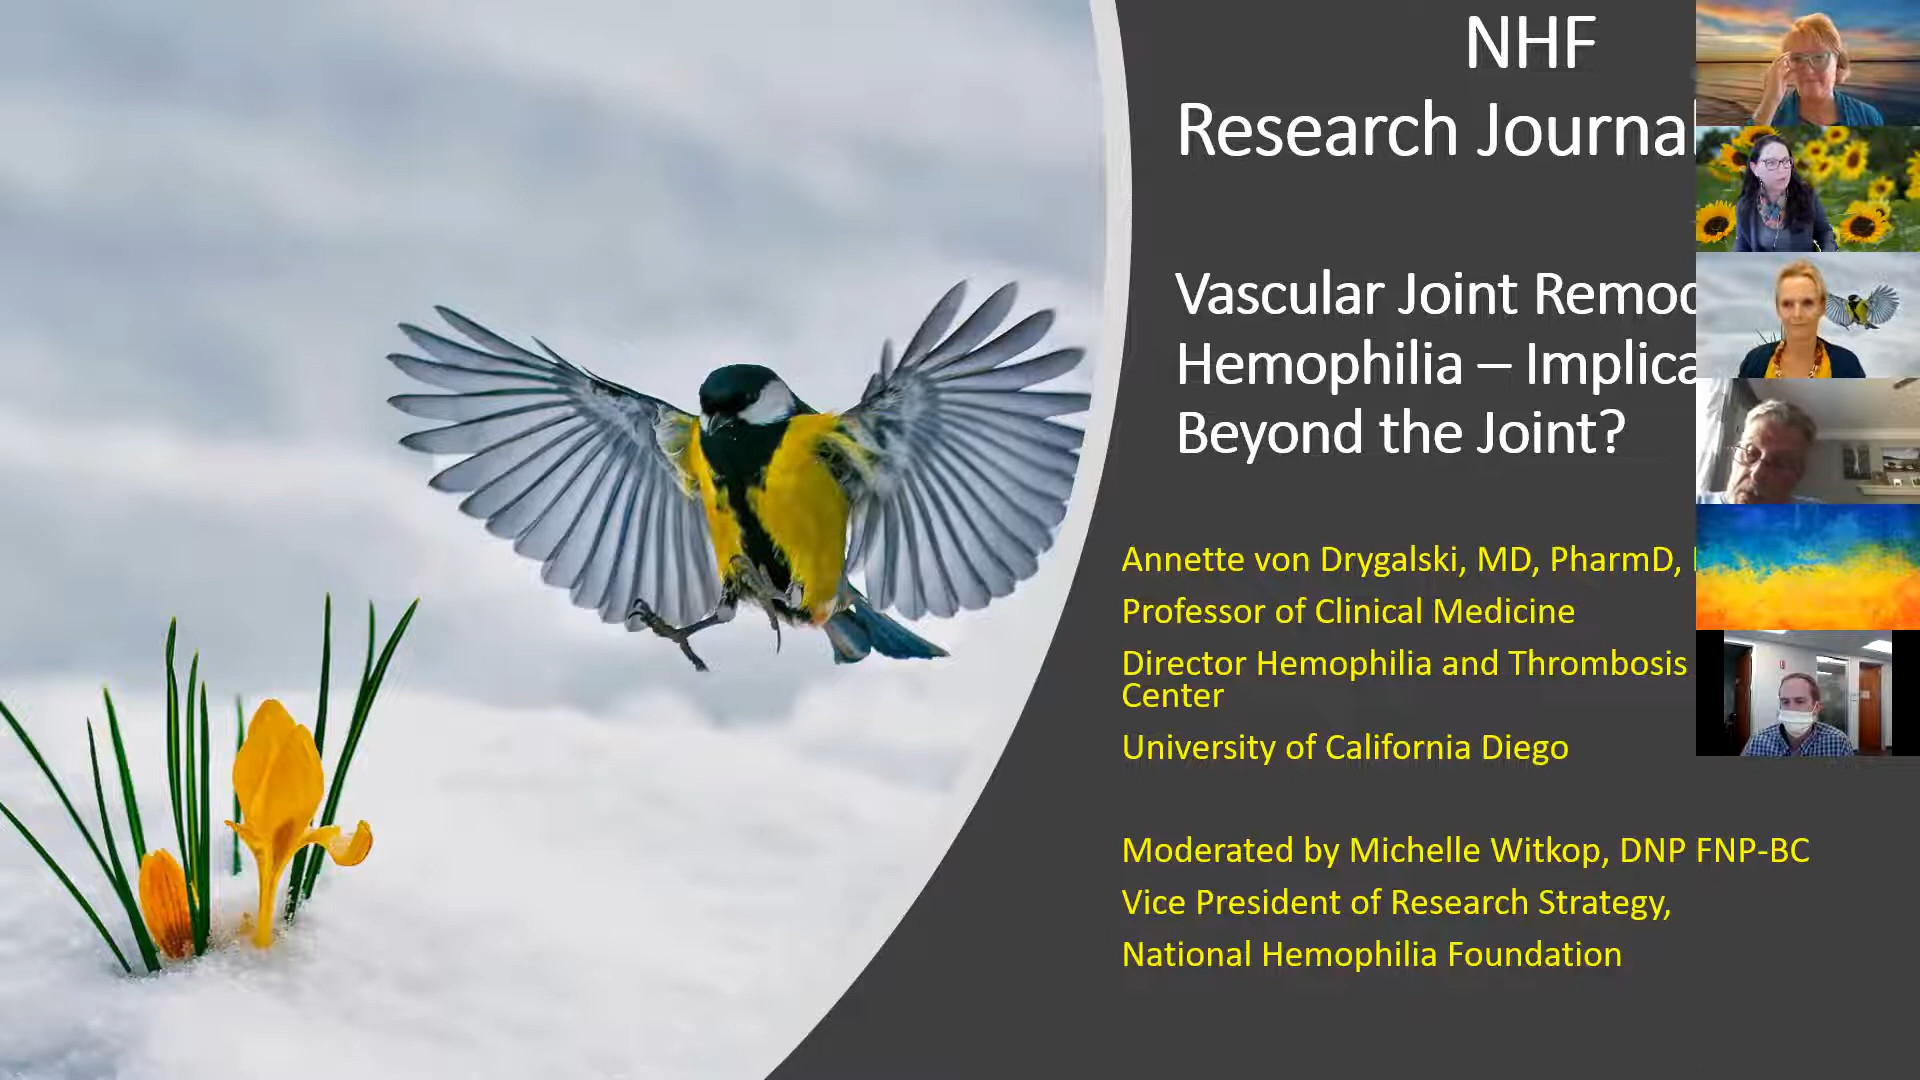 NHF
Research Journal
Vascular Joint Remod
Hemophilia – Implica
Beyond the Joint?
Annette von Drygalski, MD, PharmD,
Professor of Clinical Medicine
Director Hemophilia and Thrombosis
Center
University of California Diego
Moderated by Michelle Witkop, DNP FNP-BC
Vice President of Research Strategy,
National Hemophilia Foundation